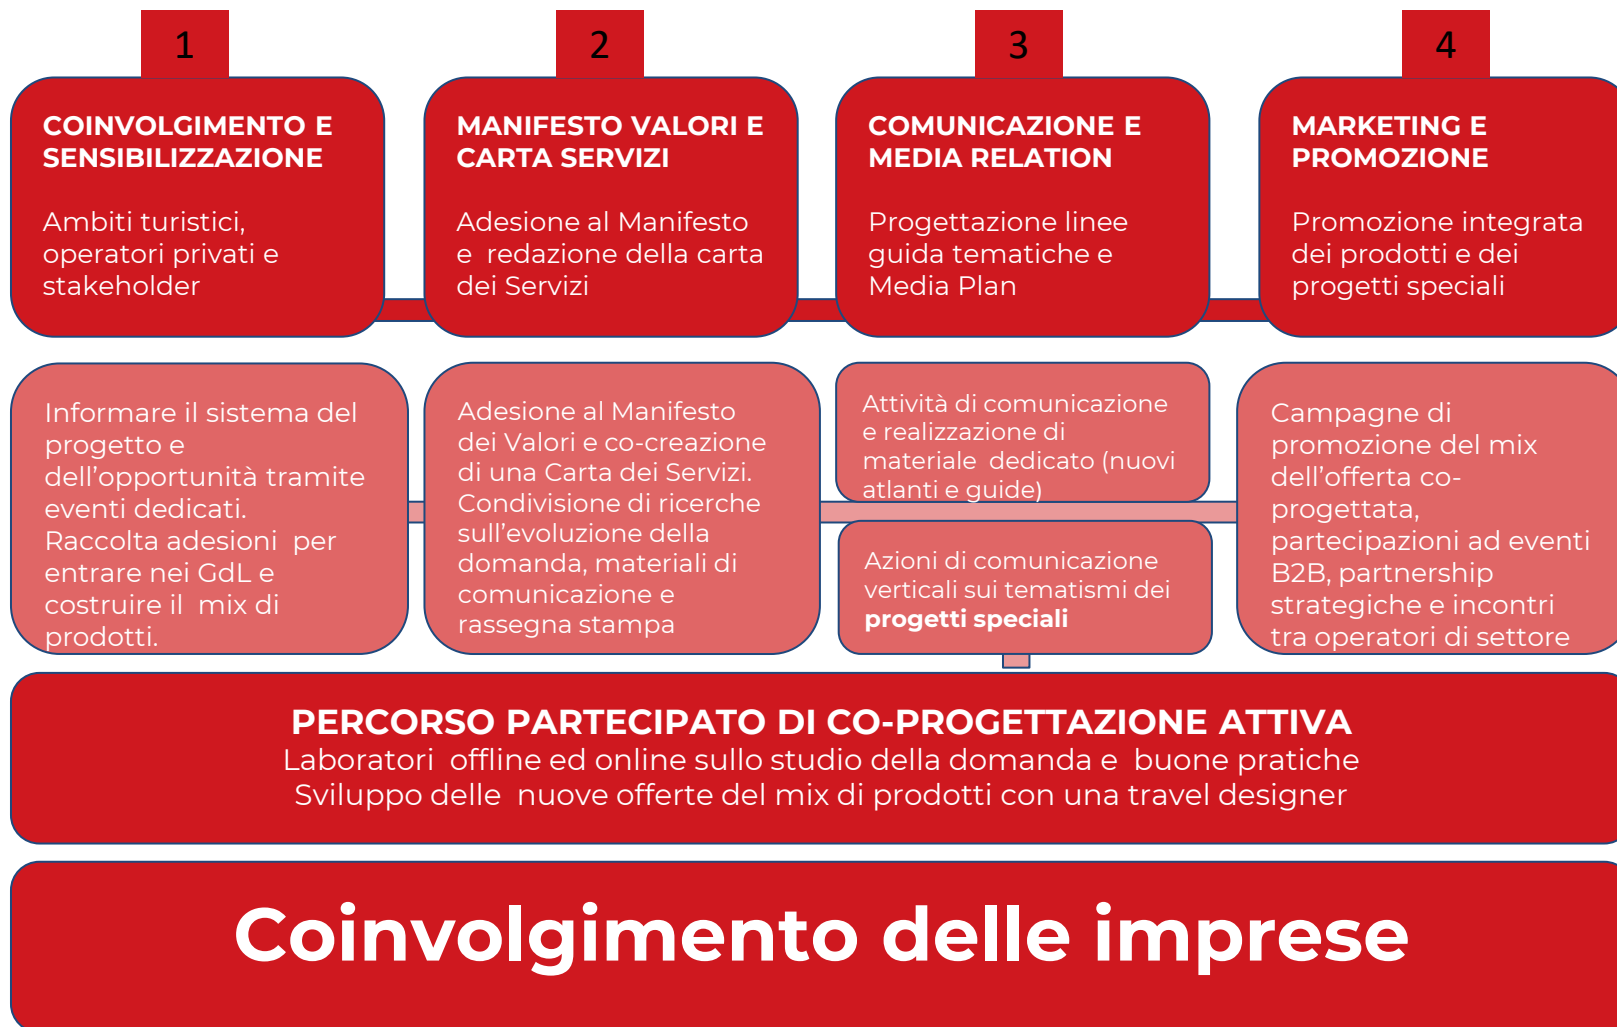 1
COINVOLGIMENTO E
SENSIBILIZZAZIONE
Ambiti turistici,
operatori privati e
stakeholder
2
MANIFESTO VALORI E
CARTA SERVIZI
Adesione al Manifesto
e redazione della carta
dei Servizi
3
COMUNICAZIONE E
MEDIA RELATION
Progettazione linee
guida tematiche e
Media Plan
4
MARKETING E
PROMOZIONE
Promozione integrata
dei prodotti e dei
progetti speciali
Informare il sistema del
progetto e
dell'opportunità tramite
eventi dedicati.
Raccolta adesioni per
entrare nei GdL e
costruire il mix di
prodotti.
Adesione al Manifesto
dei Valori e co-creazione
di una Carta dei Servizi.
Condivisione di ricerche
sull'evoluzione della
domanda, materiali di
comunicazione e
rassegna stampa
Attività di comunicazione
e realizzazione di
materiale dedicato (nuovi
atlanti e guide)
Azioni di comunicazione
verticali sui tematismi dei
progetti speciali
Campagne di
promozione del mix
dell'offerta co-
progettata,
partecipazioni ad eventi
B2B, partnership
strategiche e incontri
tra operatori di settore
PERCORSO PARTECIPATO DI CO-PROGETTAZIONE ATTIVA
Laboratori offline ed online sullo studio della domanda e buone pratiche
Sviluppo delle nuove offerte del mix di prodotti con una travel designer
Coinvolgimento delle imprese